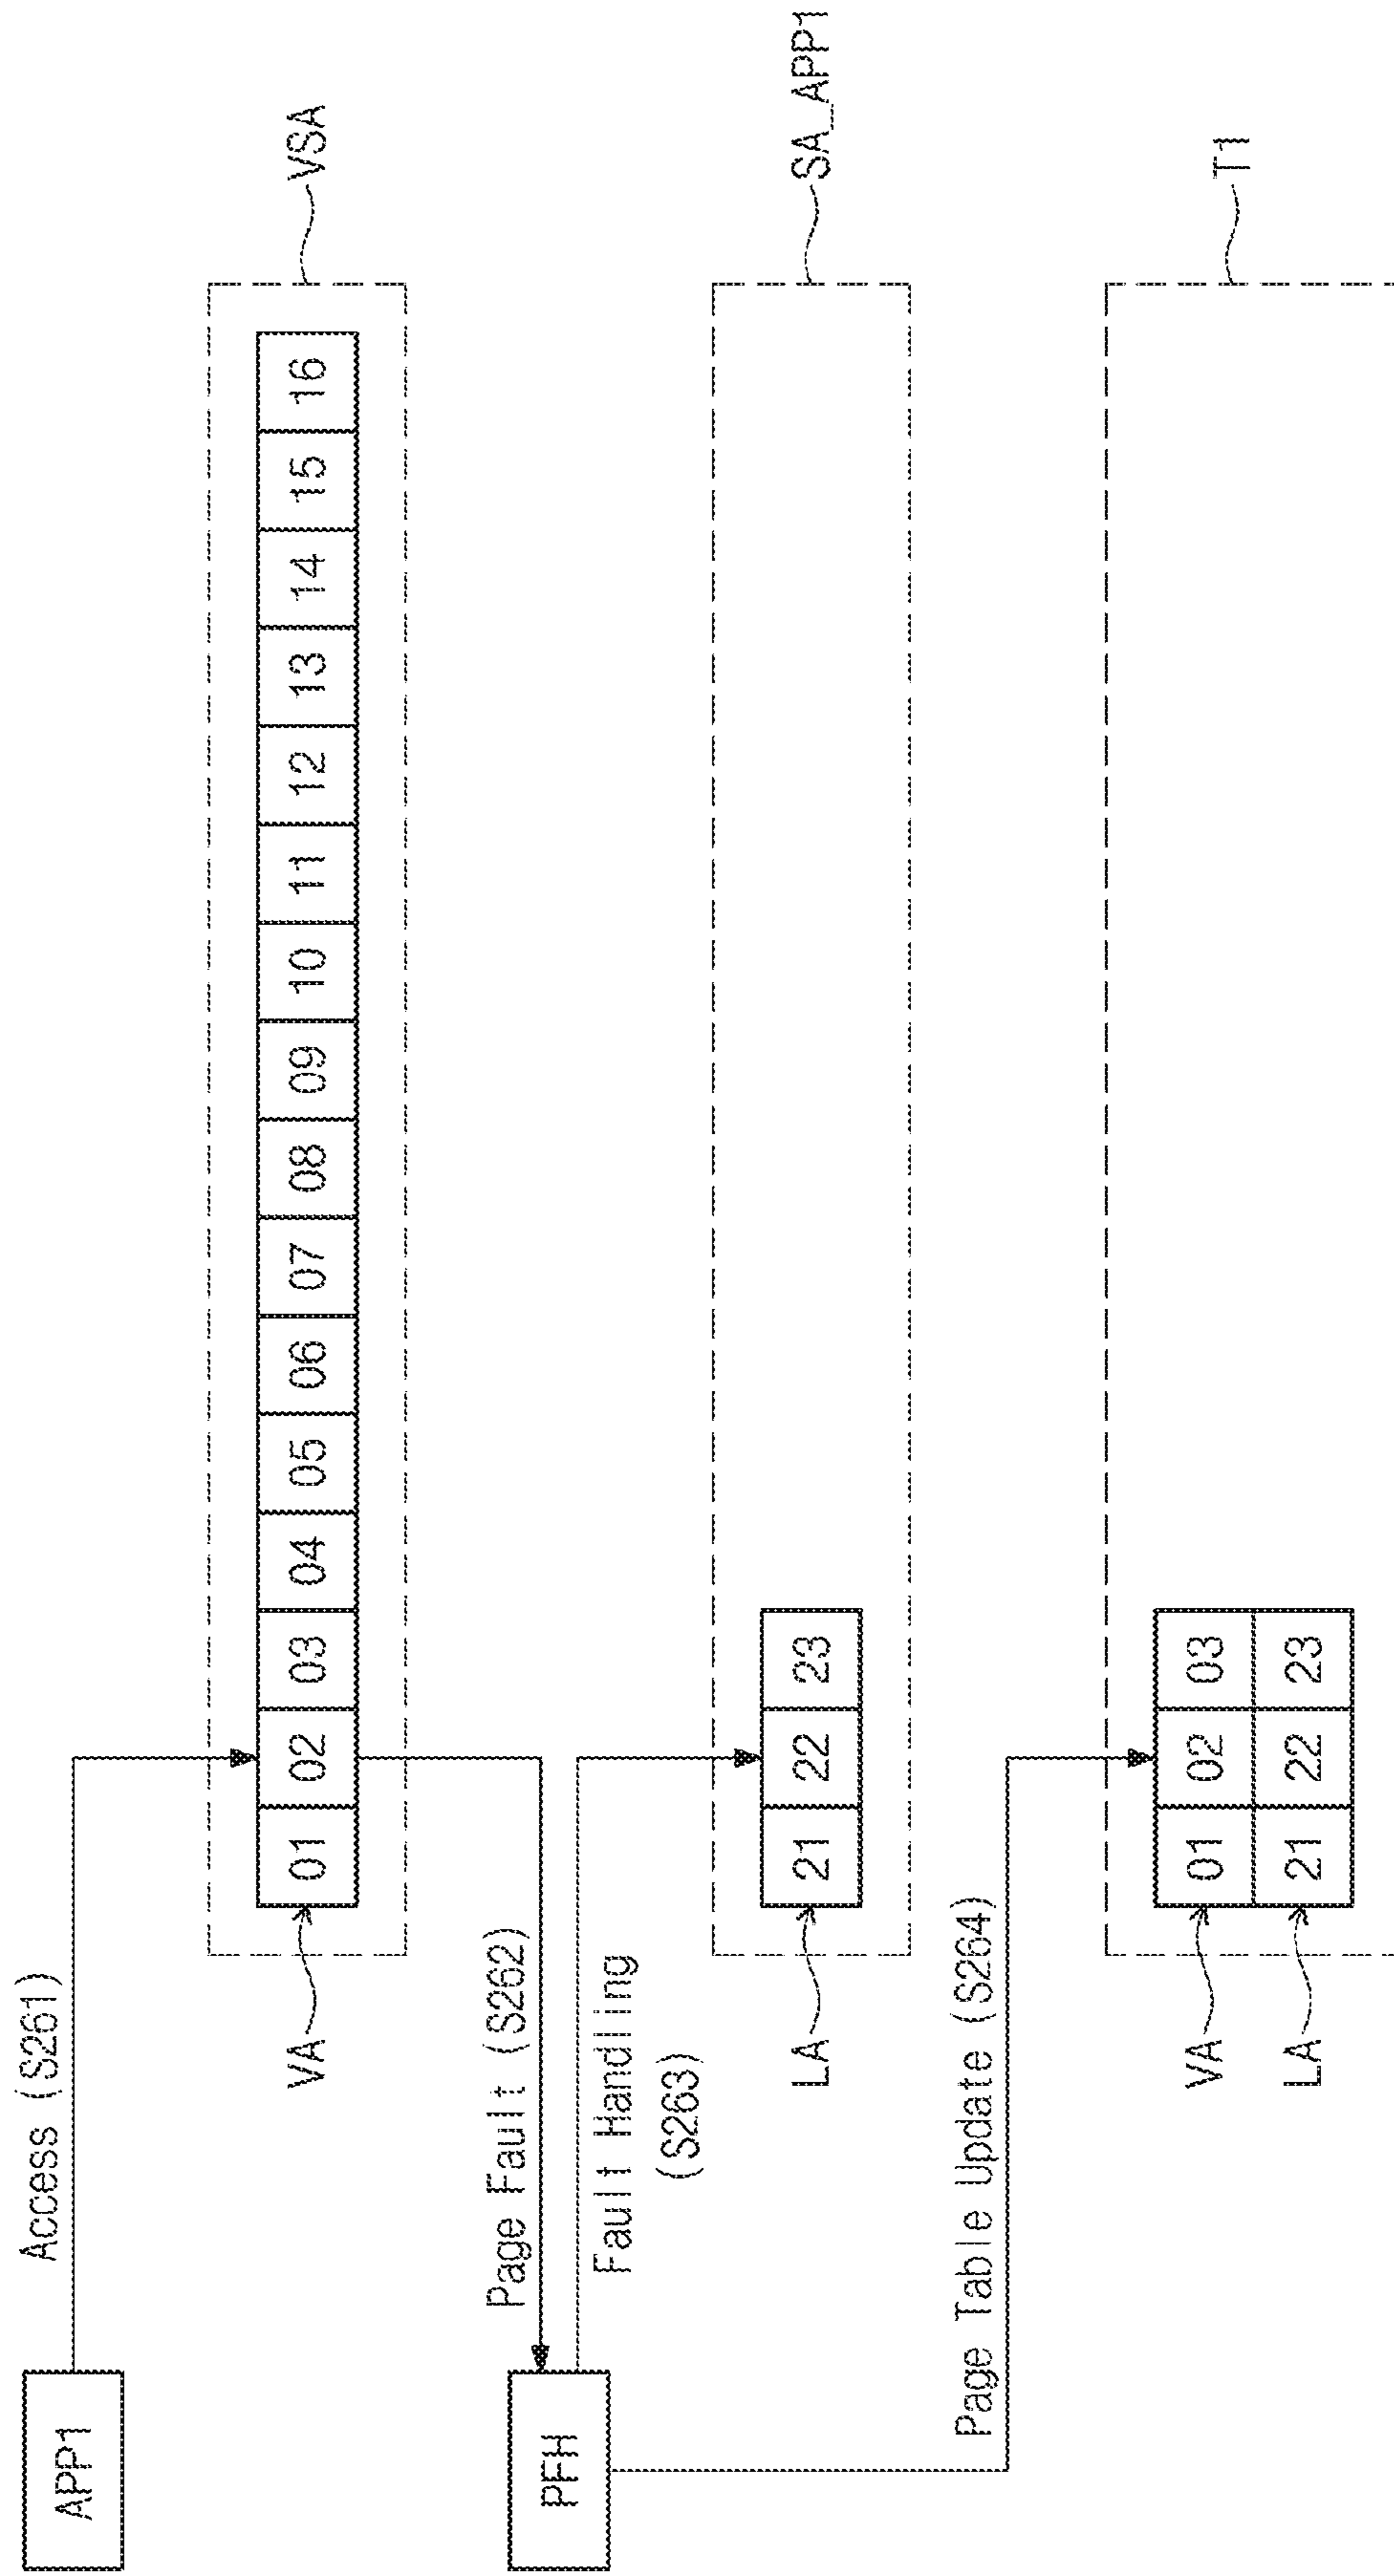 APP1
Access (S261)
VSA
VA
01 02 03 04 05 06 07 08 09 10 11 12 13 14 15 16
Page Fault (S262)
PFH
Fault Handling
(S263)
SA_APP1
LA
21 22 23
Page Table Update (S264)
T1
VA
01 02 03
LA
21 22 23